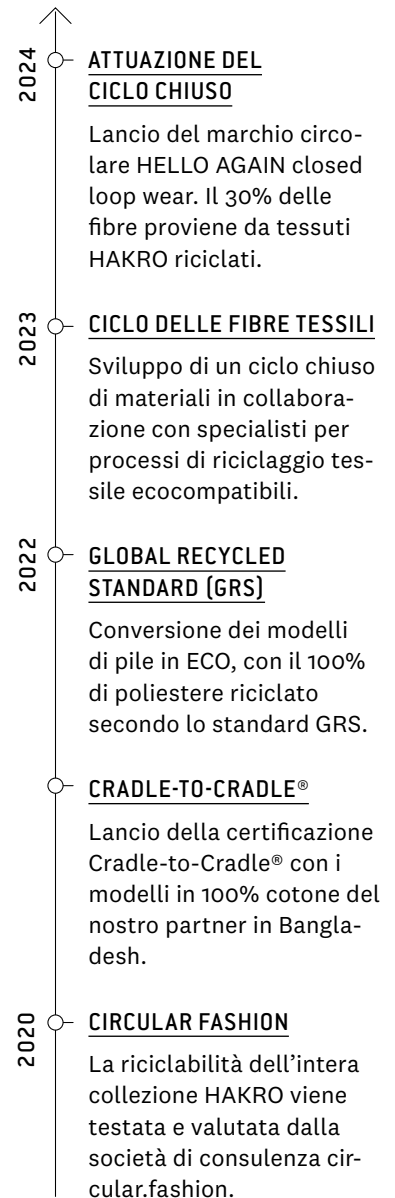 2024
ATTUAZIONE DEL
CICLO CHIUSO
Lancio del marchio circo-
lare HELLO AGAIN closed
loop wear. Il 30% delle
fibre proviene da tessuti
HAKRO riciclati.
2023
CICLO DELLE FIBRE TESSILI
Sviluppo di un ciclo chiuso
di materiali in collabora-
zione con specialisti per
processi di riciclaggio tes-
sile ecocompatibili.
2022
GLOBAL RECYCLED
STANDARD (GRS)
Conversione dei modelli
di pile in ECO, con il 100%
di poliestere riciclato
secondo lo standard GRS.
CRADLE-TO-CRADLE®
Lancio della certificazione
Cradle-to-Cradle® con i
modelli in 100% cotone del
nostro partner in Bangla-
desh.
2020
CIRCULAR FASHION
La riciclabilità dell’intera
collezione HAKRO viene
testata e valutata dalla
società di consulenza cir-
cular.fashion.